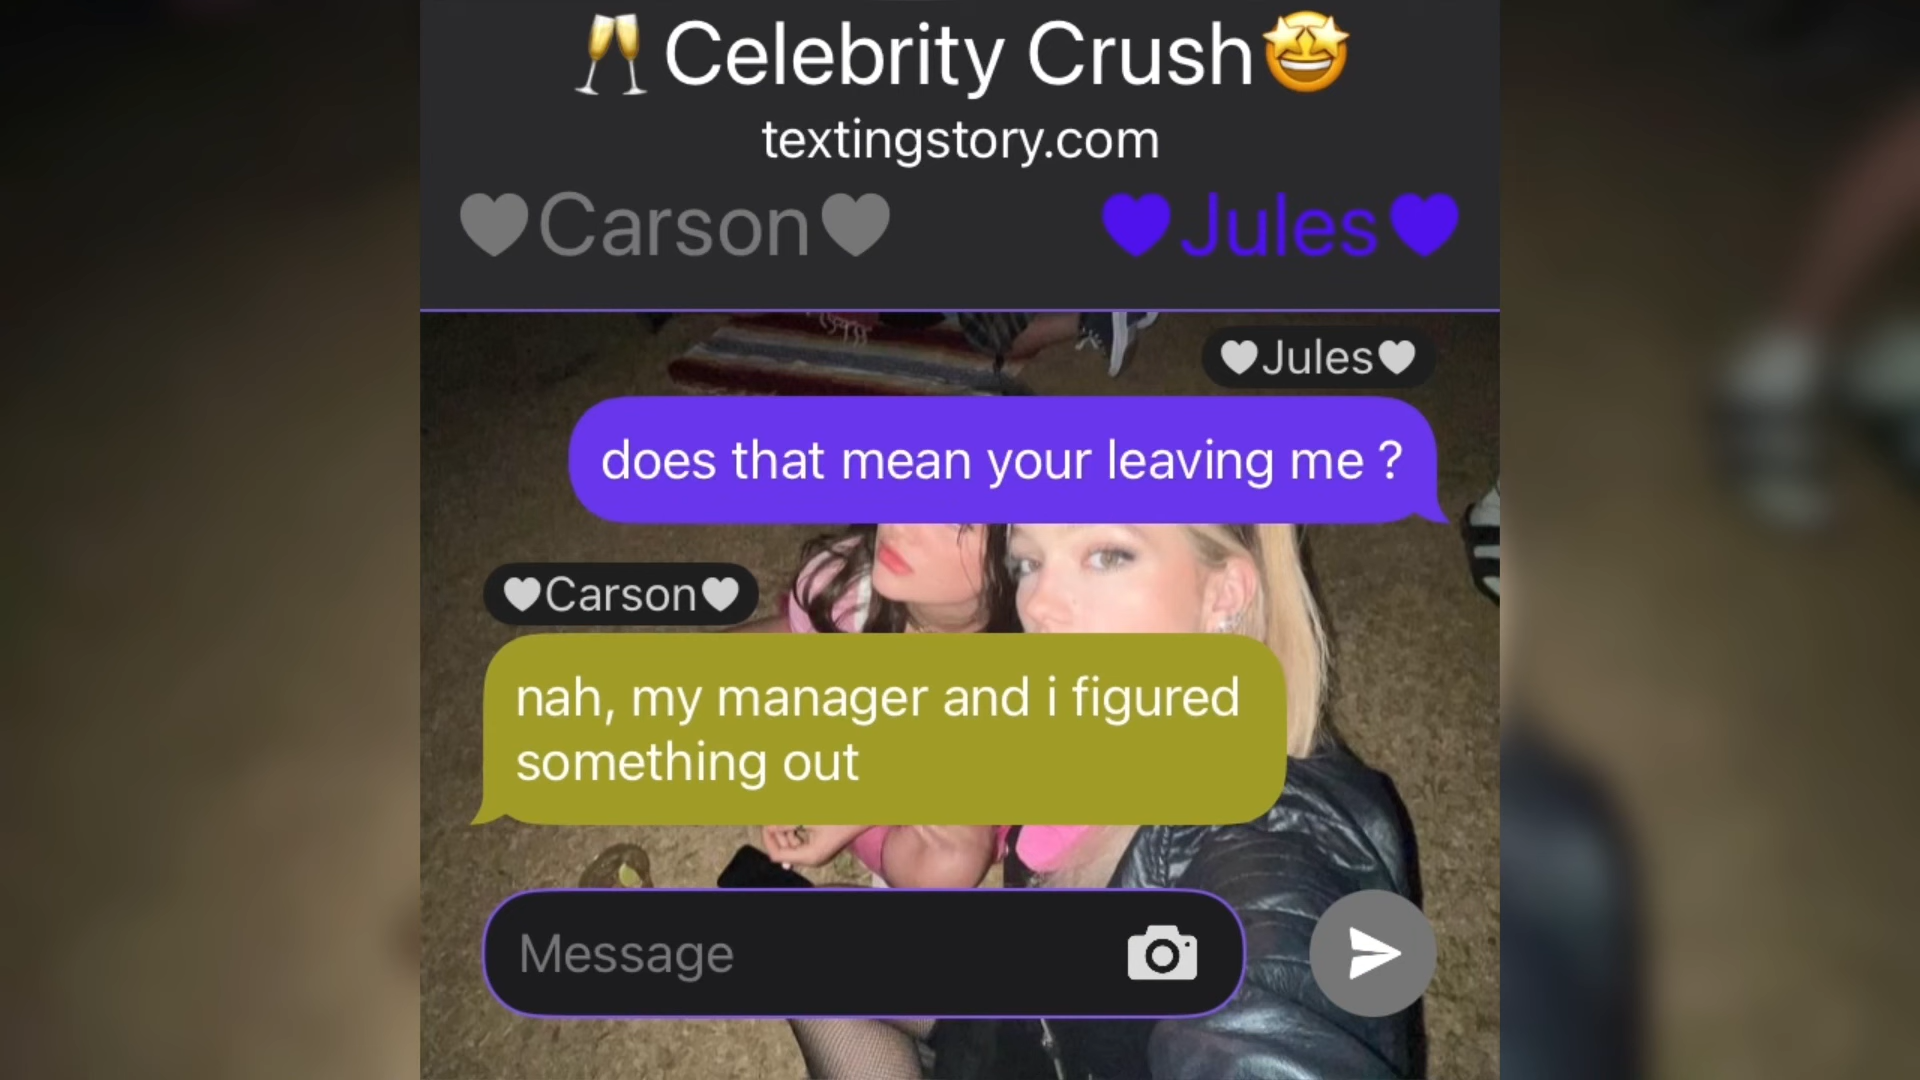 🥂Celebrity Crush🤩
textingstory.com
♥Carson♥ ♥Jules♥
♥Jules♥
does that mean your leaving me ?
♥Carson♥
nah, my manager and i figured
something out
Message